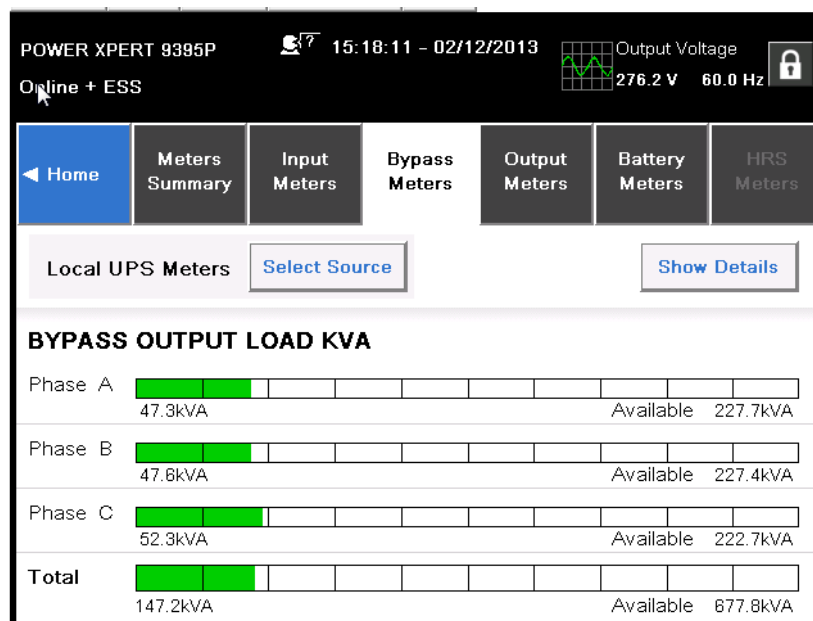 POWER XPERT 9395P
? 15:18:11 - 02/12/2013
Output Voltage
276.2 V 60.0 Hz
Online + ESS
◀ Home
Meters Summary
Input Meters
Bypass Meters
Output Meters
Battery Meters
HRS Meters
Local UPS Meters
Select Source
Show Details
BYPASS OUTPUT LOAD KVA
Phase A
47.3kVA Available 227.7kVA
Phase B
47.6kVA Available 227.4kVA
Phase C
52.3kVA Available 222.7kVA
Total
147.2kVA Available 677.8kVA